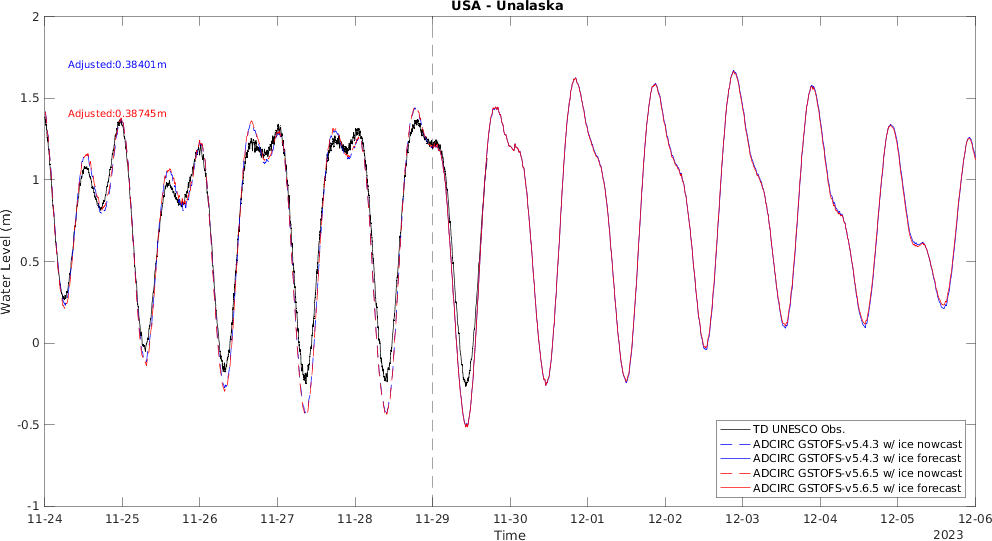 USA - Unalaska
2
1.5
1
0.5
0
-0.5
-1
Water Level (m)
Adjusted:0.38401m
Adjusted:0.38745m
TD UNESCO Obs.
ADCIRC GSTOFS-v5.4.3 w/ ice nowcast
ADCIRC GSTOFS-v5.4.3 w/ ice forecast
ADCIRC GSTOFS-v5.6.5 w/ ice nowcast
ADCIRC GSTOFS-v5.6.5 w/ ice forecast
11-24 11-25 11-26 11-27 11-28 11-29 11-30 12-01 12-02 12-03 12-04 12-05 12-06
Time
2023